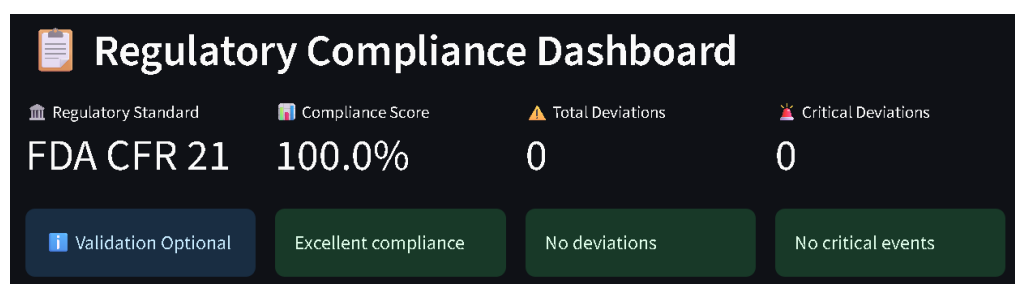 Regulatory Compliance Dashboard
Regulatory Standard
FDA CFR 21
Validation Optional
Compliance Score
100.0%
Excellent compliance
Total Deviations
0
No deviations
Critical Deviations
0
No critical events